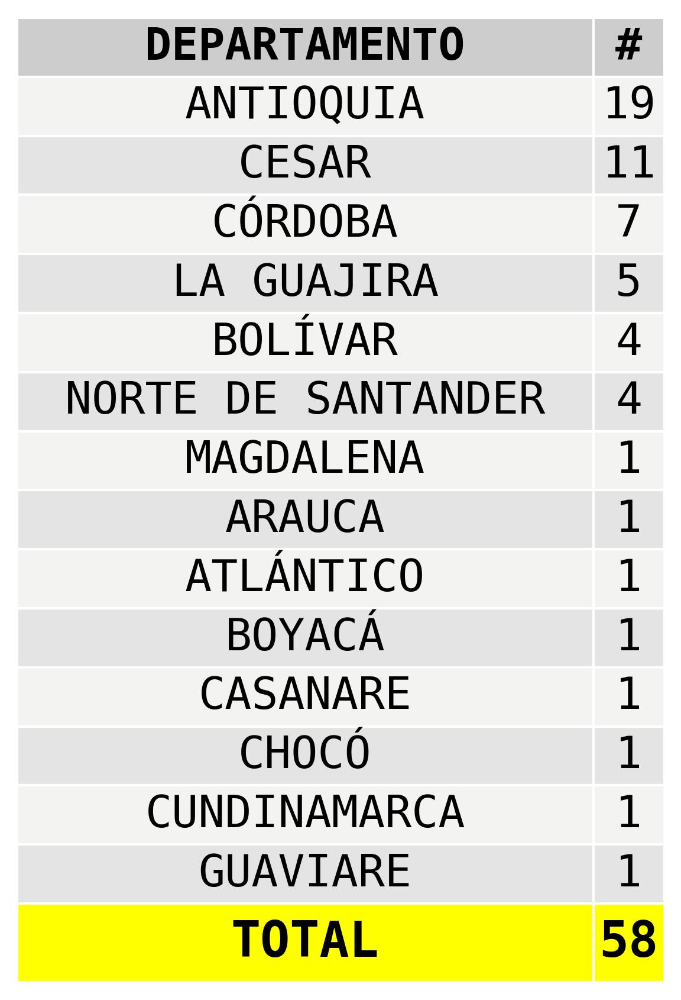 DEPARTAMENTO #
ANTIOQUIA 19
CESAR 11
CÓRDOBA 7
LA GUAJIRA 5
BOLÍVAR 4
NORTE DE SANTANDER 4
MAGDALENA 1
ARAUCA 1
ATLÁNTICO 1
BOYACÁ 1
CASANARE 1
CHOCÓ 1
CUNDINAMARCA 1
GUAVIARE 1
TOTAL 58